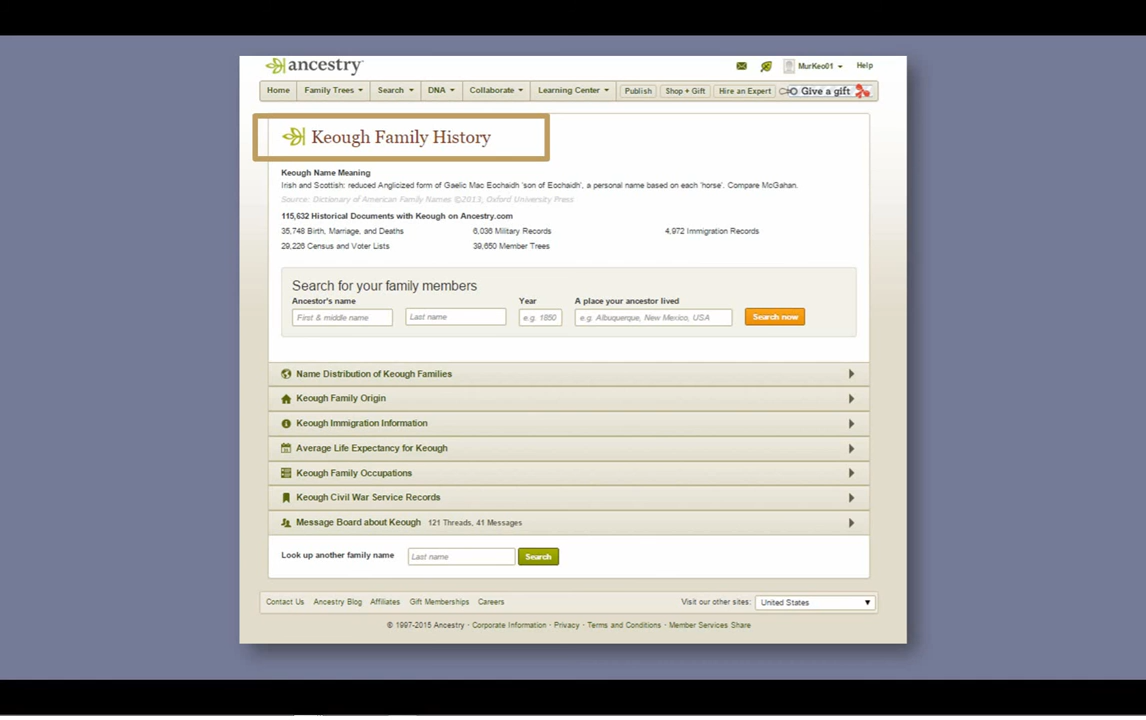 ancestry
MurKeo01 Help
Home Family Trees Search DNA Collaborate Learning Center Publish Shop + Gift Hire an Expert Give a gift
Keough Family History
Keough Name Meaning
Irish and Scottish: reduced Anglicized form of Gaelic Mac Eochaidh 'son of Eochaidh', a personal name based on each 'horse'. Compare McGahan.
Source: Dictionary of American Family Names ©2013, Oxford University Press
115,632 Historical Documents with Keough on Ancestry.com
35,748 Birth, Marriage, and Deaths 6,036 Military Records 4,972 Immigration Records
29,226 Census and Voter Lists 39,650 Member Trees
Search for your family members
Ancestor's name Year A place your ancestor lived
First & middle name Last name e.g. 1850 e.g. Albuquerque, New Mexico, USA Search now
Name Distribution of Keough Families
Keough Family Origin
Keough Immigration Information
Average Life Expectancy for Keough
Keough Family Occupations
Keough Civil War Service Records
Message Board about Keough 121 Threads, 41 Messages
Look up another family name Last name Search
Contact Us Ancestry Blog Affiliates Gift Memberships Careers Visit our other sites: United States
© 1997-2015 Ancestry · Corporate Information · Privacy · Terms and Conditions · Member Services Share